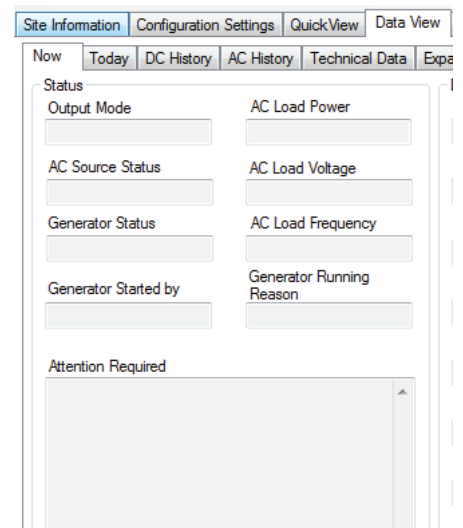 Site Information Configuration Settings QuickView Data View
Now Today DC History AC History Technical Data Expa
Status
Output Mode AC Load Power
AC Source Status AC Load Voltage
Generator Status AC Load Frequency
Generator Started by Generator Running
Reason
Attention Required